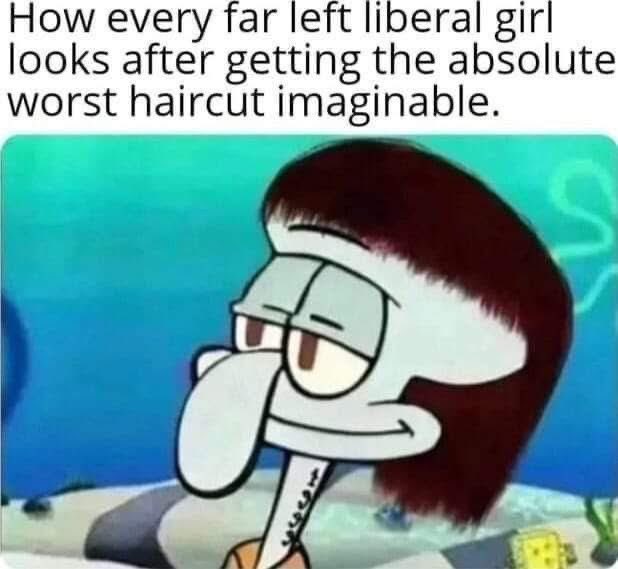 How every far left liberal girl
looks after getting the absolute
worst haircut imaginable.